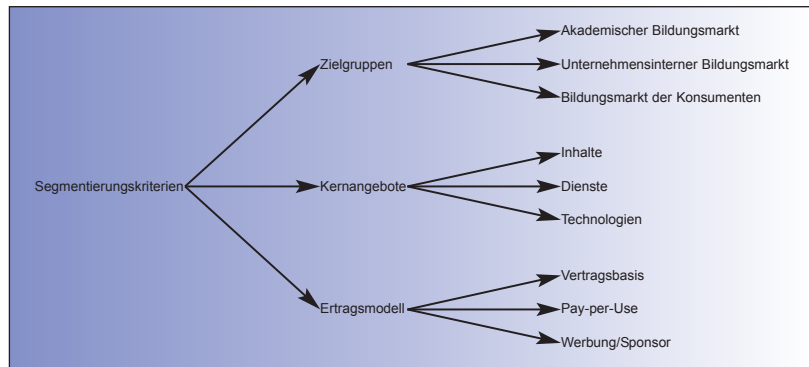 Segmentierungskriterien
Zielgruppen
Akademischer Bildungsmarkt
Unternehmensinterner Bildungsmarkt
Bildungsmarkt der Konsumenten
Kernangebote
Inhalte
Dienste
Technologien
Ertragsmodell
Vertragsbasis
Pay-per-Use
Werbung/Sponsor